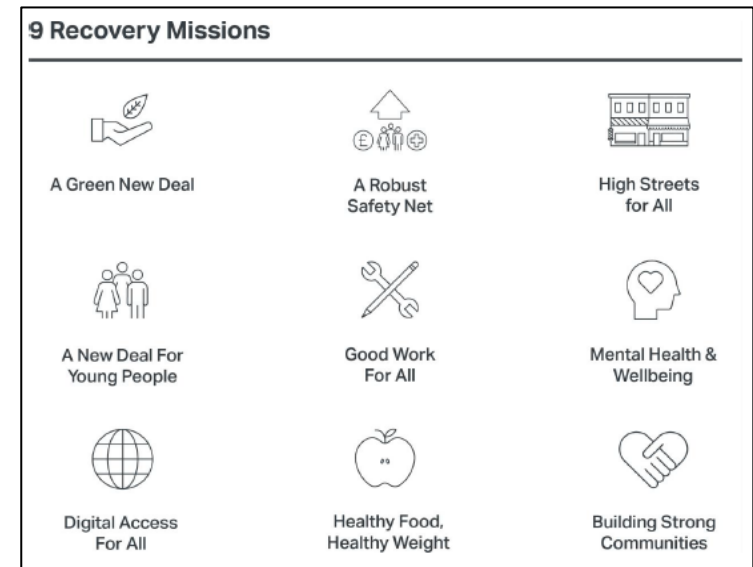 9 Recovery Missions
A Green New Deal
£
A Robust
Safety Net
High Streets
for All
A New Deal For
Young People
Good Work
For All
Mental Health &
Wellbeing
Digital Access
For All
Healthy Food,
Healthy Weight
Building Strong
Communities